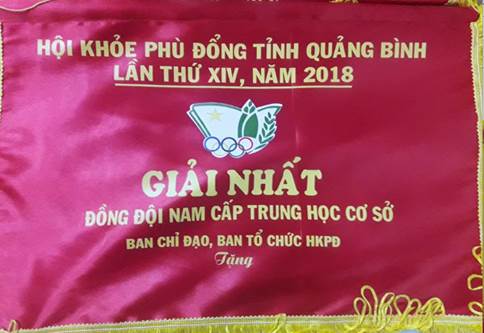 HỘI KHỎE PHÙ ĐỔNG TỈNH QUẢNG BÌNH
LẦN THỨ XIV, NĂM 2018
GIẢI NHẤT
ĐỒNG ĐỘI NAM CẤP TRUNG HỌC CƠ SỞ
BAN CHỈ ĐẠO, BAN TỔ CHỨC HKPĐ
Tặng